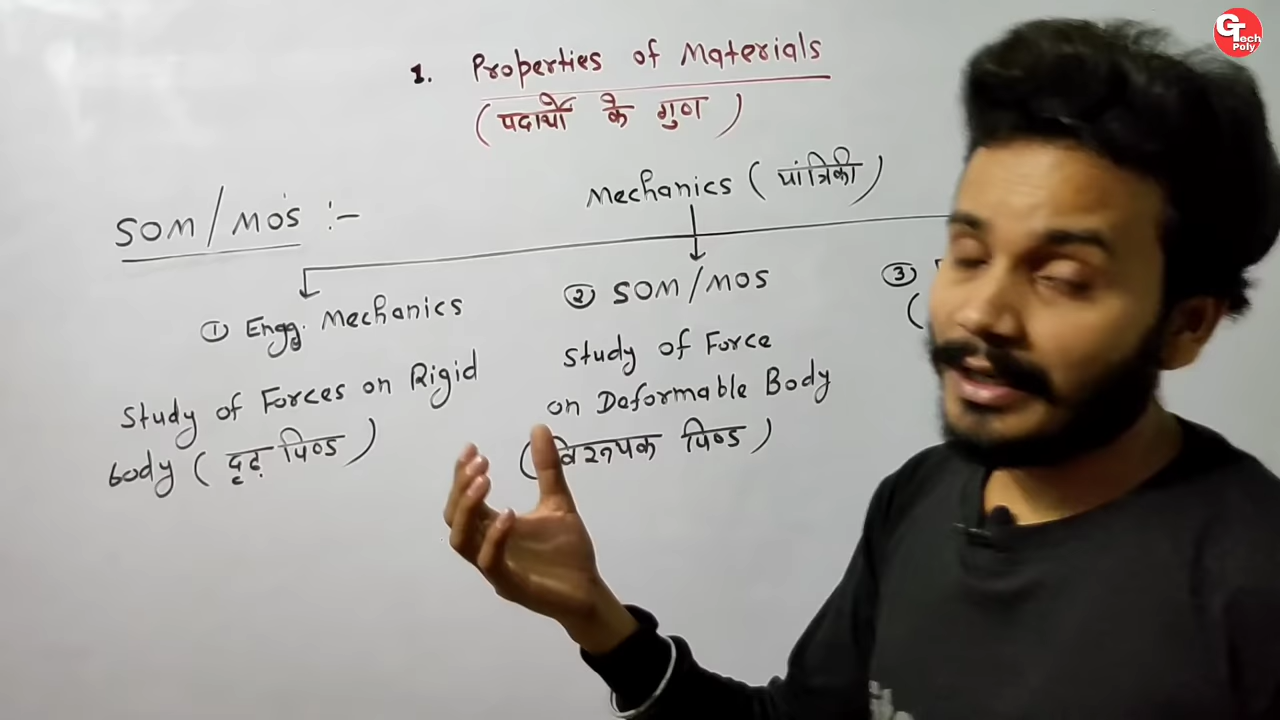 1. Properties of Materials
(पदार्थों के गुण)
SOM/MOS :-
Mechanics (यांत्रिकी)
① Engg. Mechanics
Study of Forces on Rigid
body (दृढ़ पिण्ड)
② SOM/MOS
Study of Force
on Deformable Body
पिण्ड)
③
(
GTech
Poly